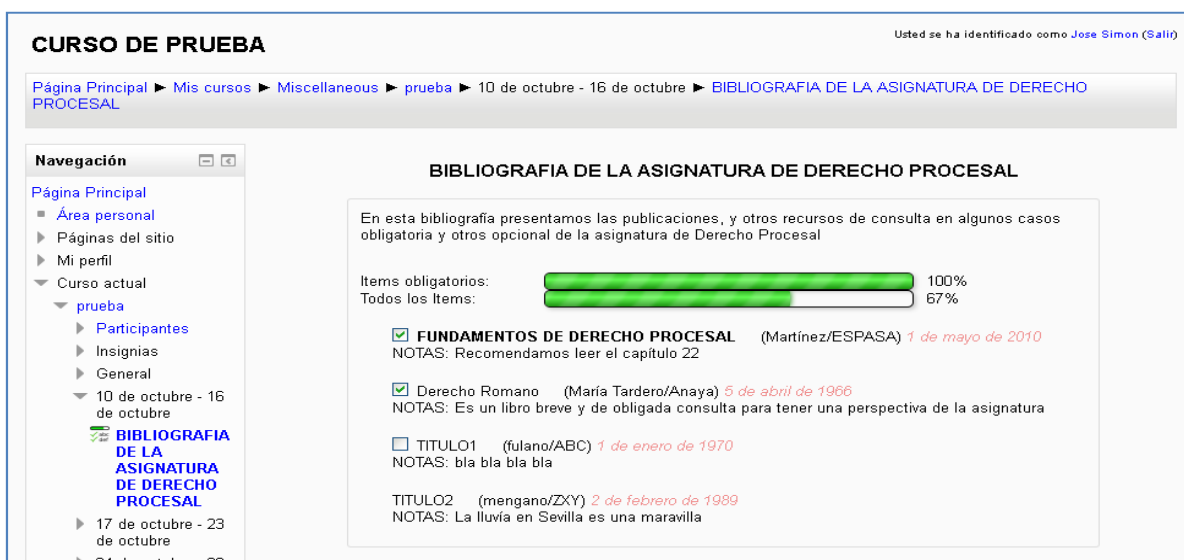 CURSO DE PRUEBA
Usted se ha identificado como Jose Simon (Salir)
Página Principal ► Mis cursos ► Miscellaneous ► prueba ► 10 de octubre - 16 de octubre ► BIBLIOGRAFIA DE LA ASIGNATURA DE DERECHO
PROCESAL
Navegación
Página Principal
Área personal
Páginas del sitio
Mi perfil
Curso actual
prueba
Participantes
Insignias
General
10 de octubre - 16
de octubre
BIBLIOGRAFIA
DE LA
ASIGNATURA
DE DERECHO
PROCESAL
17 de octubre - 23
de octubre
BIBLIOGRAFIA DE LA ASIGNATURA DE DERECHO PROCESAL
En esta bibliografía presentamos las publicaciones, y otros recursos de consulta en algunos casos
obligatoria y otros opcional de la asignatura de Derecho Procesal
Items obligatorios: 100%
Todos los Items: 67%
FUNDAMENTOS DE DERECHO PROCESAL (Martínez/ESPASA) 1 de mayo de 2010
NOTAS: Recomendamos leer el capítulo 22
Derecho Romano (María Tardero/Anaya) 5 de abril de 1966
NOTAS: Es un libro breve y de obligada consulta para tener una perspectiva de la asignatura
TITULO1 (fulano/ABC) 1 de enero de 1970
NOTAS: bla bla bla bla
TITULO2 (mengano/ZXY) 2 de febrero de 1989
NOTAS: La lluvía en Sevilla es una maravilla